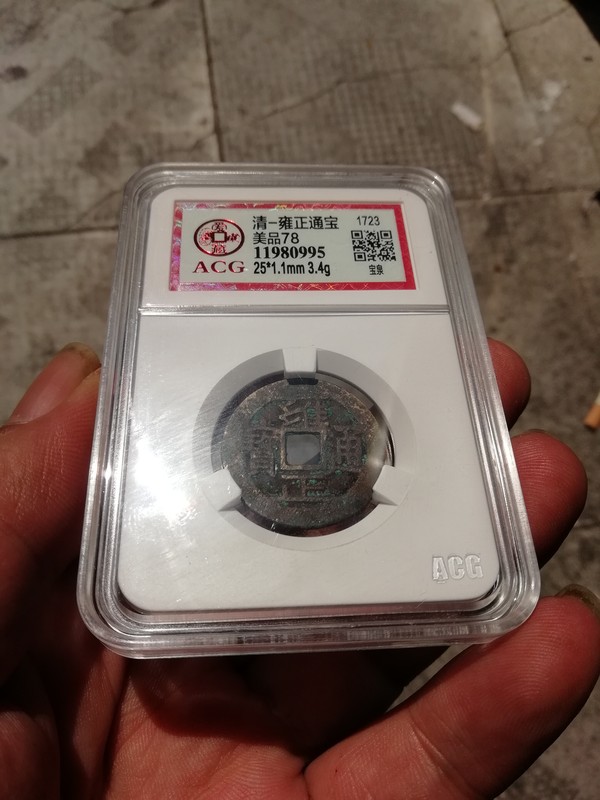 清-雍正通宝 1723
美品78
11980995
ACG 25*1.1mm 3.4g 宝泉
雍
寶 通
正
ACG